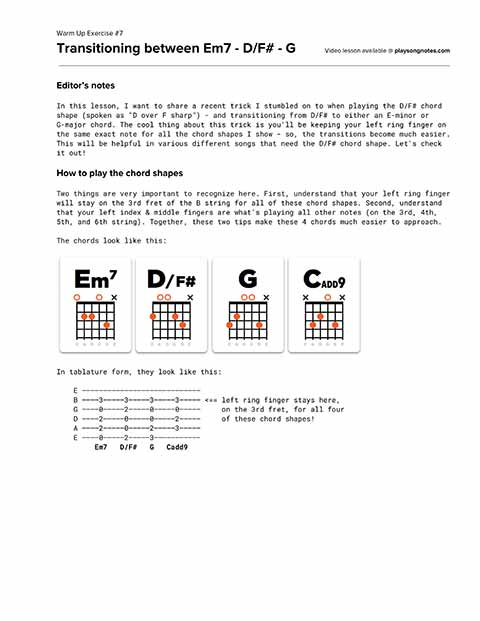 Warm Up Exercise #7
Transitioning between Em7 - D/F# - G
Video lesson available @ playsongnotes.com
Editor's notes
In this lesson, I want to share a recent trick I stumbled on to when playing the D/F# chord
shape (spoken as "D over F sharp") - and transitioning from D/F# to either an E-minor or
G-major chord. The cool thing about this trick is you'll be keeping your left ring finger on
the same exact note for all the chord shapes I show - so, the transitions become much easier.
This will be helpful in various different songs that need the D/F# chord shape. Let's check
it out!
How to play the chord shapes
Two things are very important to recognize here. First, understand that your left ring finger
will stay on the 3rd fret of the B string for all of these chord shapes. Second, understand
that your left index & middle fingers are what's playing all other notes (on the 3rd, 4th,
5th, and 6th string). Together, these two tips make these 4 chords much easier to approach.
The chords look like this:
Em7 D/F# G CADD9
In tablature form, they look like this:
E ----------------------------
B ----3-----3-----3-----3----- <== left ring finger stays here,
G ----0-----2-----0-----0----- on the 3rd fret, for all four
D ----2-----0-----0-----2----- of these chord shapes!
A ----2-----0-----2-----3-----
E ----0-----2-----3-----------
Em7 D/F# G Cadd9